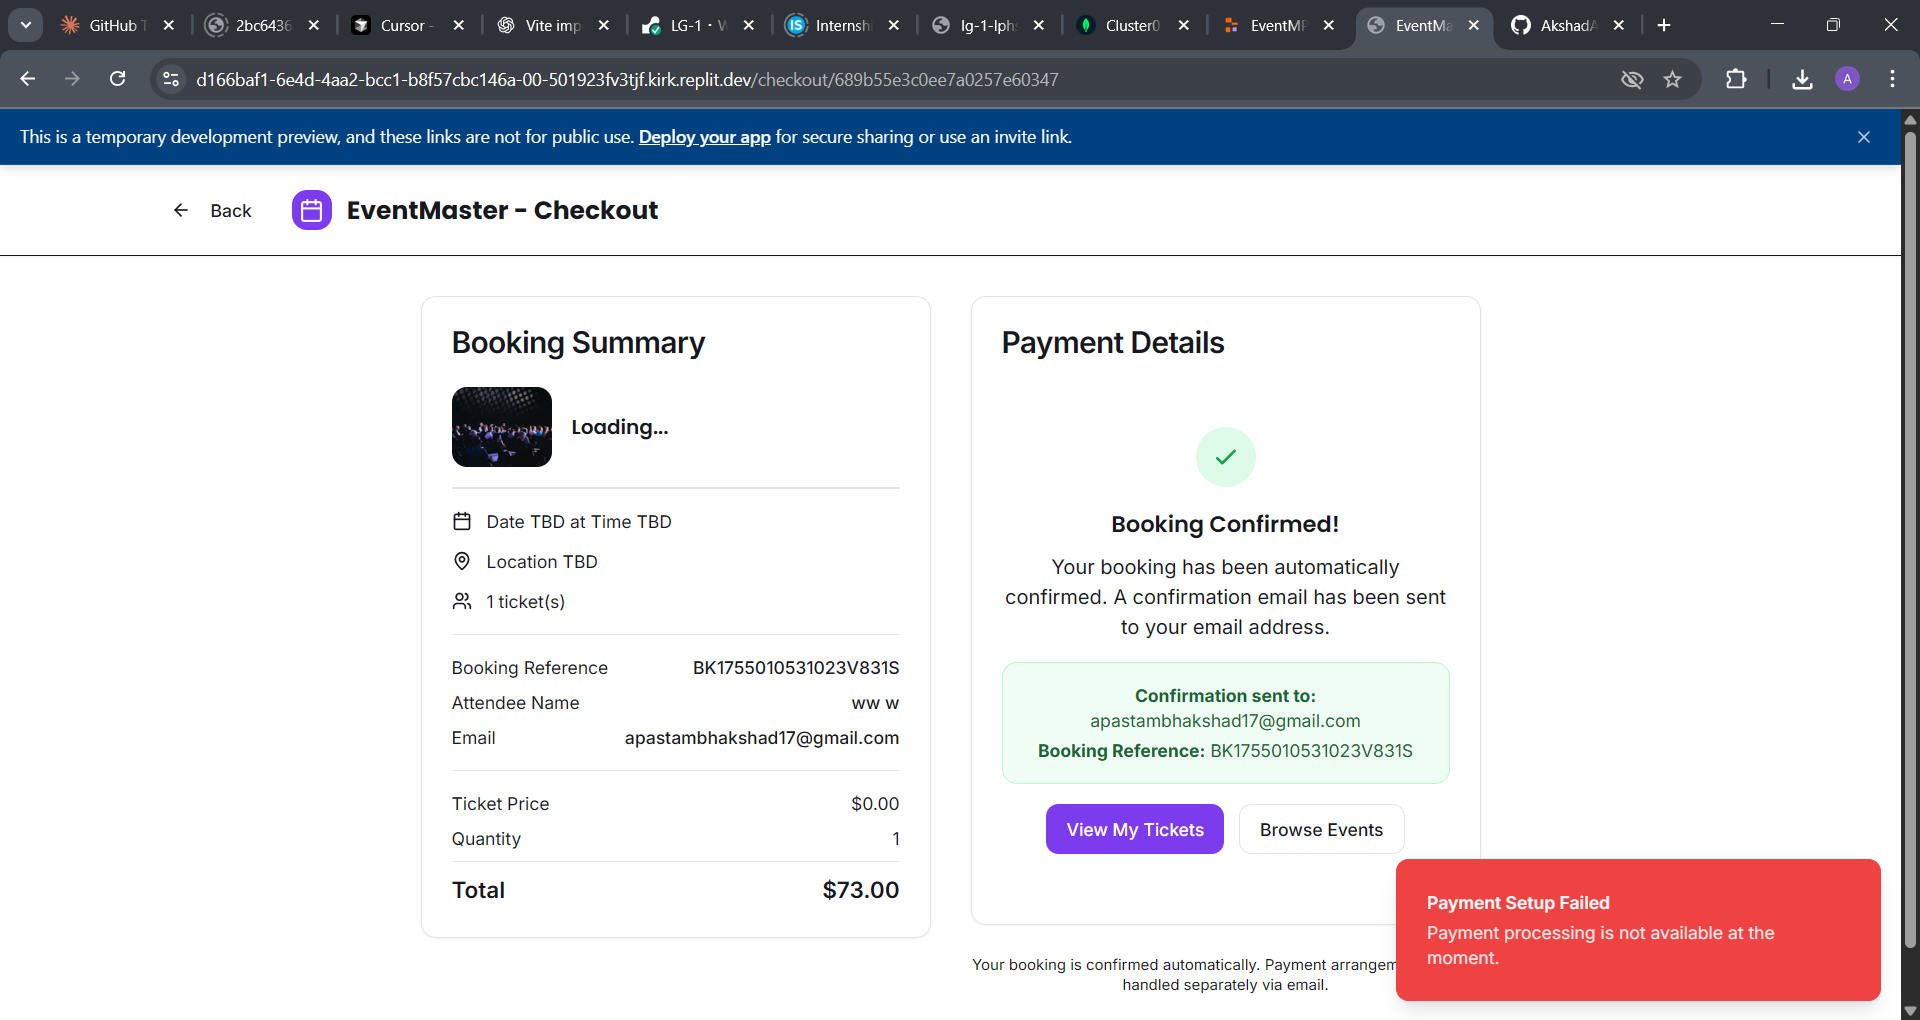 GitHub T
2bc6436
Cursor -
Vite imp
LG-1 - W
Internshi
lg-1-lph
Cluster0
EventMP
EventMa
AkshadA
d166baf1-6e4d-4aa2-bcc1-b8f57cbc146a-00-501923fv3tjf.kirk.replit.dev/checkout/689b55e3c0ee7a0257e60347
A
This is a temporary development preview, and these links are not for public use. Deploy your app for secure sharing or use an invite link.
Back
EventMaster - Checkout
Booking Summary
Loading...
Date TBD at Time TBD
Location TBD
1 ticket(s)
Booking Reference BK1755010531023V831S
Attendee Name ww w
Email apastambhakshad17@gmail.com
Ticket Price $0.00
Quantity 1
Total $73.00
Payment Details
Booking Confirmed!
Your booking has been automatically
confirmed. A confirmation email has been sent
to your email address.
Confirmation sent to:
apastambhakshad17@gmail.com
Booking Reference: BK1755010531023V831S
View My Tickets
Browse Events
Your booking is confirmed automatically. Payment arrangem
handled separately via email.
Payment Setup Failed
Payment processing is not available at the
moment.